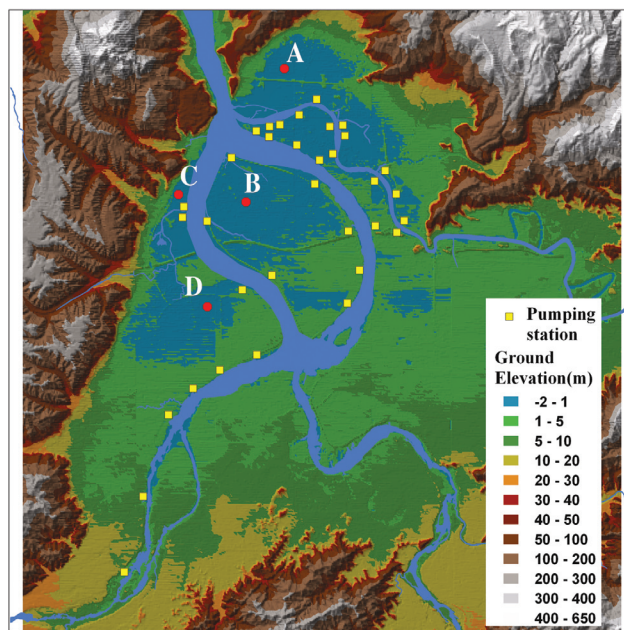 A
C
B
D
Pumping
station
Ground
Elevation(m)
-2 - 1
1 - 5
5 - 10
10 - 20
20 - 30
30 - 40
40 - 50
50 - 100
100 - 200
200 - 300
300 - 400
400 - 650